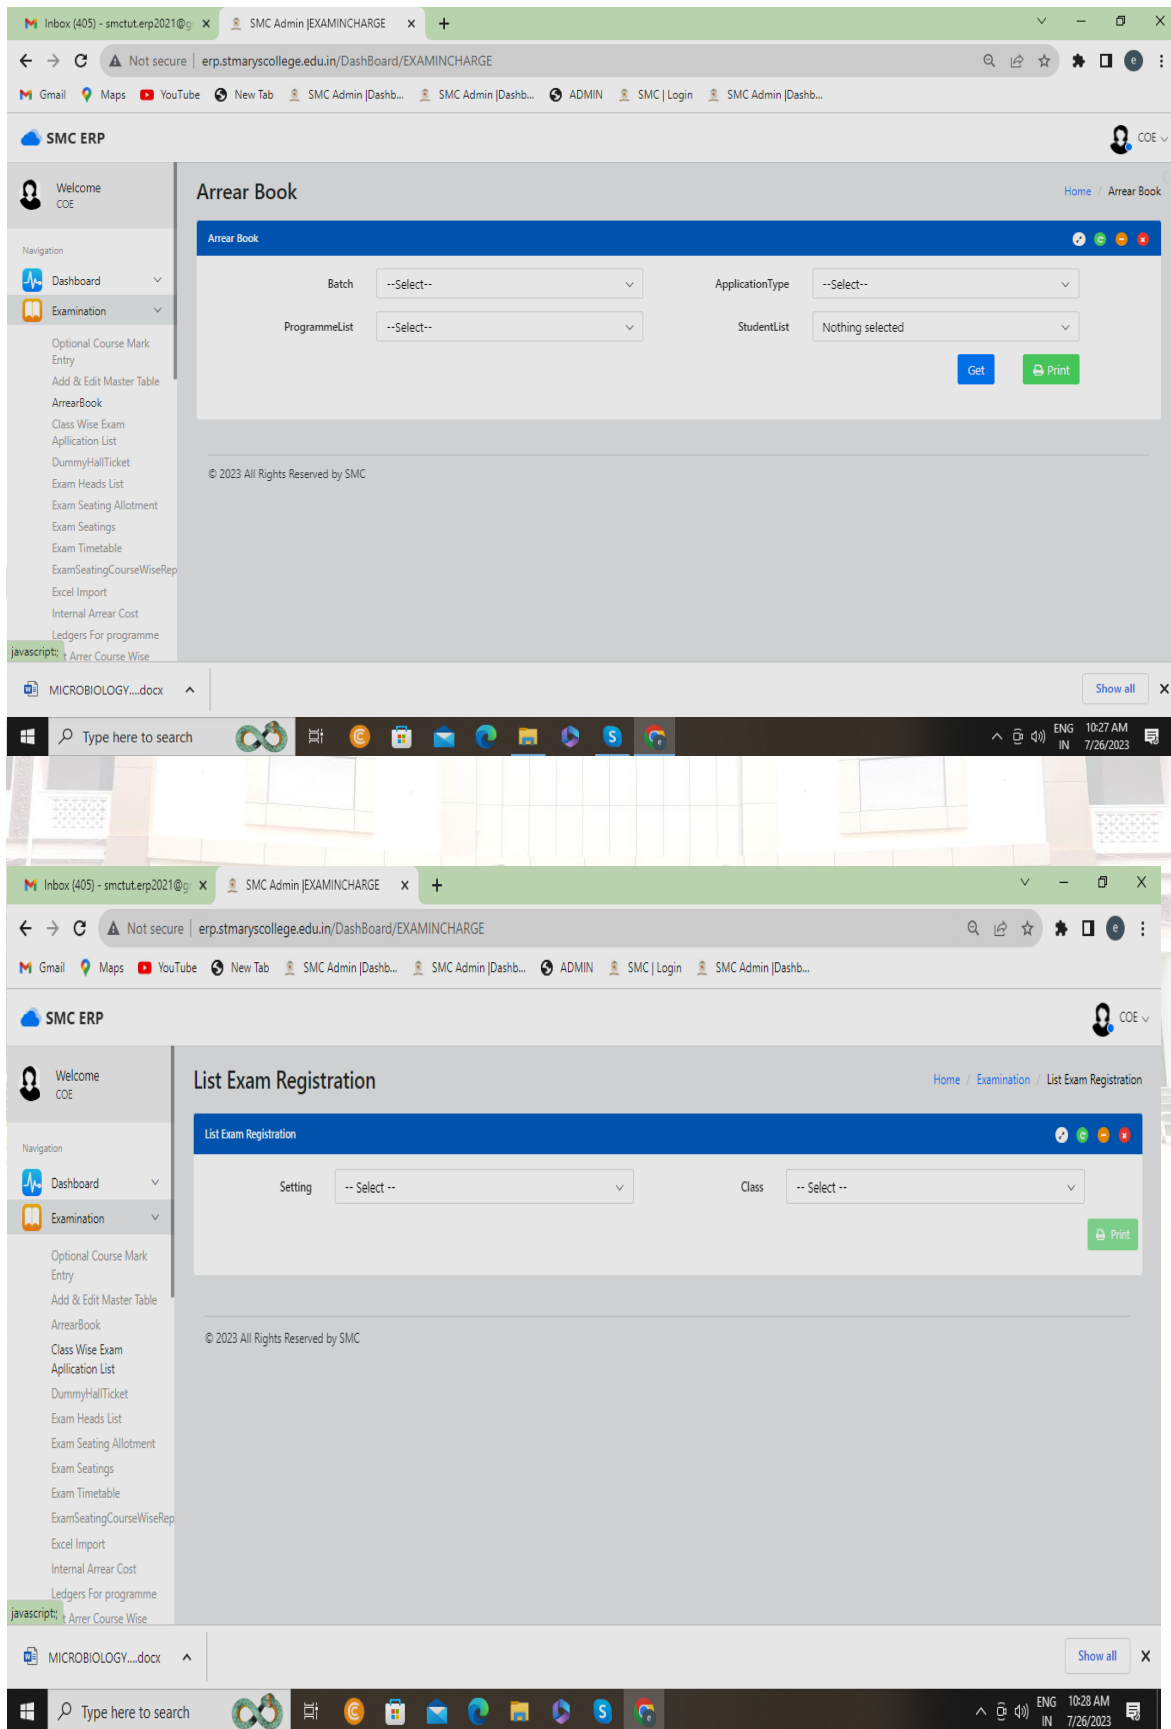 Inbox (405) - smctut.erp2021@g
SMC Admin |EXAMINCHARGE
Not secure | erp.stmaryscollege.edu.in/DashBoard/EXAMINCHARGE
e
Gmail Maps YouTube New Tab SMC Admin |Dashb... SMC Admin |Dashb... ADMIN SMC | Login SMC Admin |Dashb...
SMC ERP
COE
Welcome
COE
Arrear Book
Home / Arrear Book
Navigation
Arrear Book
Dashboard
Batch --Select-- ApplicationType --Select--
Examination
ProgrammeList --Select-- StudentList Nothing selected
Optional Course Mark
Entry
Get Print
Add & Edit Master Table
ArrearBook
Class Wise Exam
Apllication List
DummyHallTicket
© 2023 All Rights Reserved by SMC
Exam Heads List
Exam Seating Allotment
Exam Seatings
Exam Timetable
ExamSeatingCourseWiseRep
Excel Import
Internal Arrear Cost
Ledgers For programme
javascript:; t Arrer Course Wise
MICROBIOLOGY....docx
Show all
Type here to search
ENG 10:27 AM
IN 7/26/2023
Inbox (405) - smctut.erp2021@g
SMC Admin |EXAMINCHARGE
Not secure | erp.stmaryscollege.edu.in/DashBoard/EXAMINCHARGE
e
Gmail Maps YouTube New Tab SMC Admin |Dashb... SMC Admin |Dashb... ADMIN SMC | Login SMC Admin |Dashb...
SMC ERP
COE
Welcome
COE
List Exam Registration
Home / Examination / List Exam Registration
Navigation
List Exam Registration
Dashboard
Setting -- Select -- Class -- Select --
Examination
Print
Optional Course Mark
Entry
Add & Edit Master Table
ArrearBook
© 2023 All Rights Reserved by SMC
Class Wise Exam
Apllication List
DummyHallTicket
Exam Heads List
Exam Seating Allotment
Exam Seatings
Exam Timetable
ExamSeatingCourseWiseRep
Excel Import
Internal Arrear Cost
Ledgers For programme
javascript:; t Arrer Course Wise
MICROBIOLOGY....docx
Show all
Type here to search
ENG 10:28 AM
IN 7/26/2023